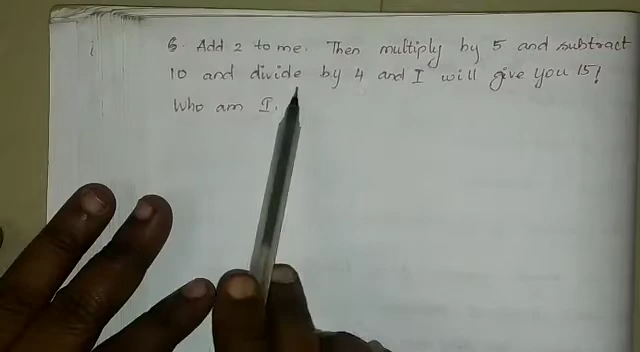 i
5. Add 2 to me. Then multiply by 5 and subtract
10 and divide by 4 and I will give you 15!
Who am I.